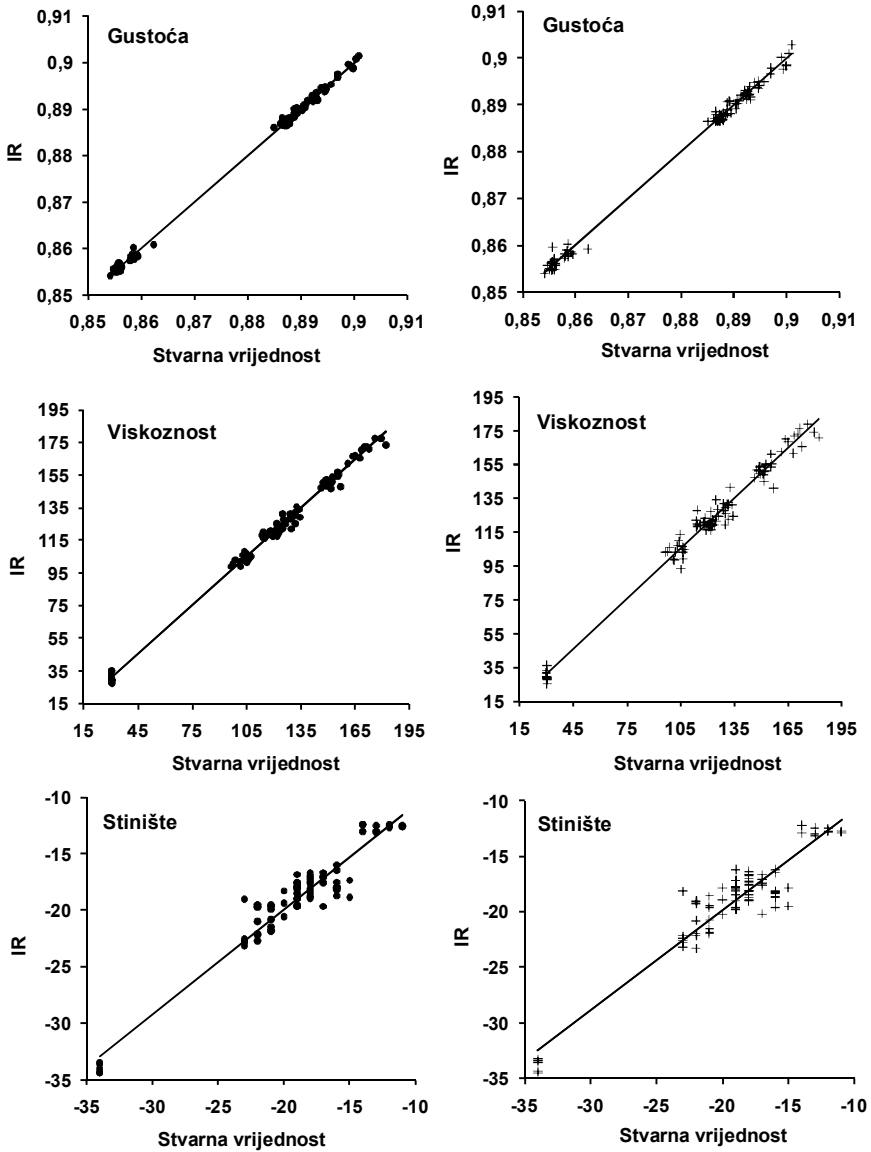 Gustoća
IR
0,91
0,9
0,89
0,88
0,87
0,86
0,85
0,85 0,86 0,87 0,88 0,89 0,9 0,91
Stvarna vrijednost
Gustoća
IR
0,91
0,9
0,89
0,88
0,87
0,86
0,85
0,85 0,86 0,87 0,88 0,89 0,9 0,91
Stvarna vrijednost
Viskoznost
IR
195
175
155
135
115
95
75
55
35
15
15 45 75 105 135 165 195
Stvarna vrijednost
Viskoznost
IR
195
175
155
135
115
95
75
55
35
15
15 45 75 105 135 165 195
Stvarna vrijednost
Stinište
IR
-10
-15
-20
-25
-30
-35
-35 -30 -25 -20 -15 -10
Stvarna vrijednost
Stinište
IR
-10
-15
-20
-25
-30
-35
-35 -30 -25 -20 -15 -10
Stvarna vrijednost